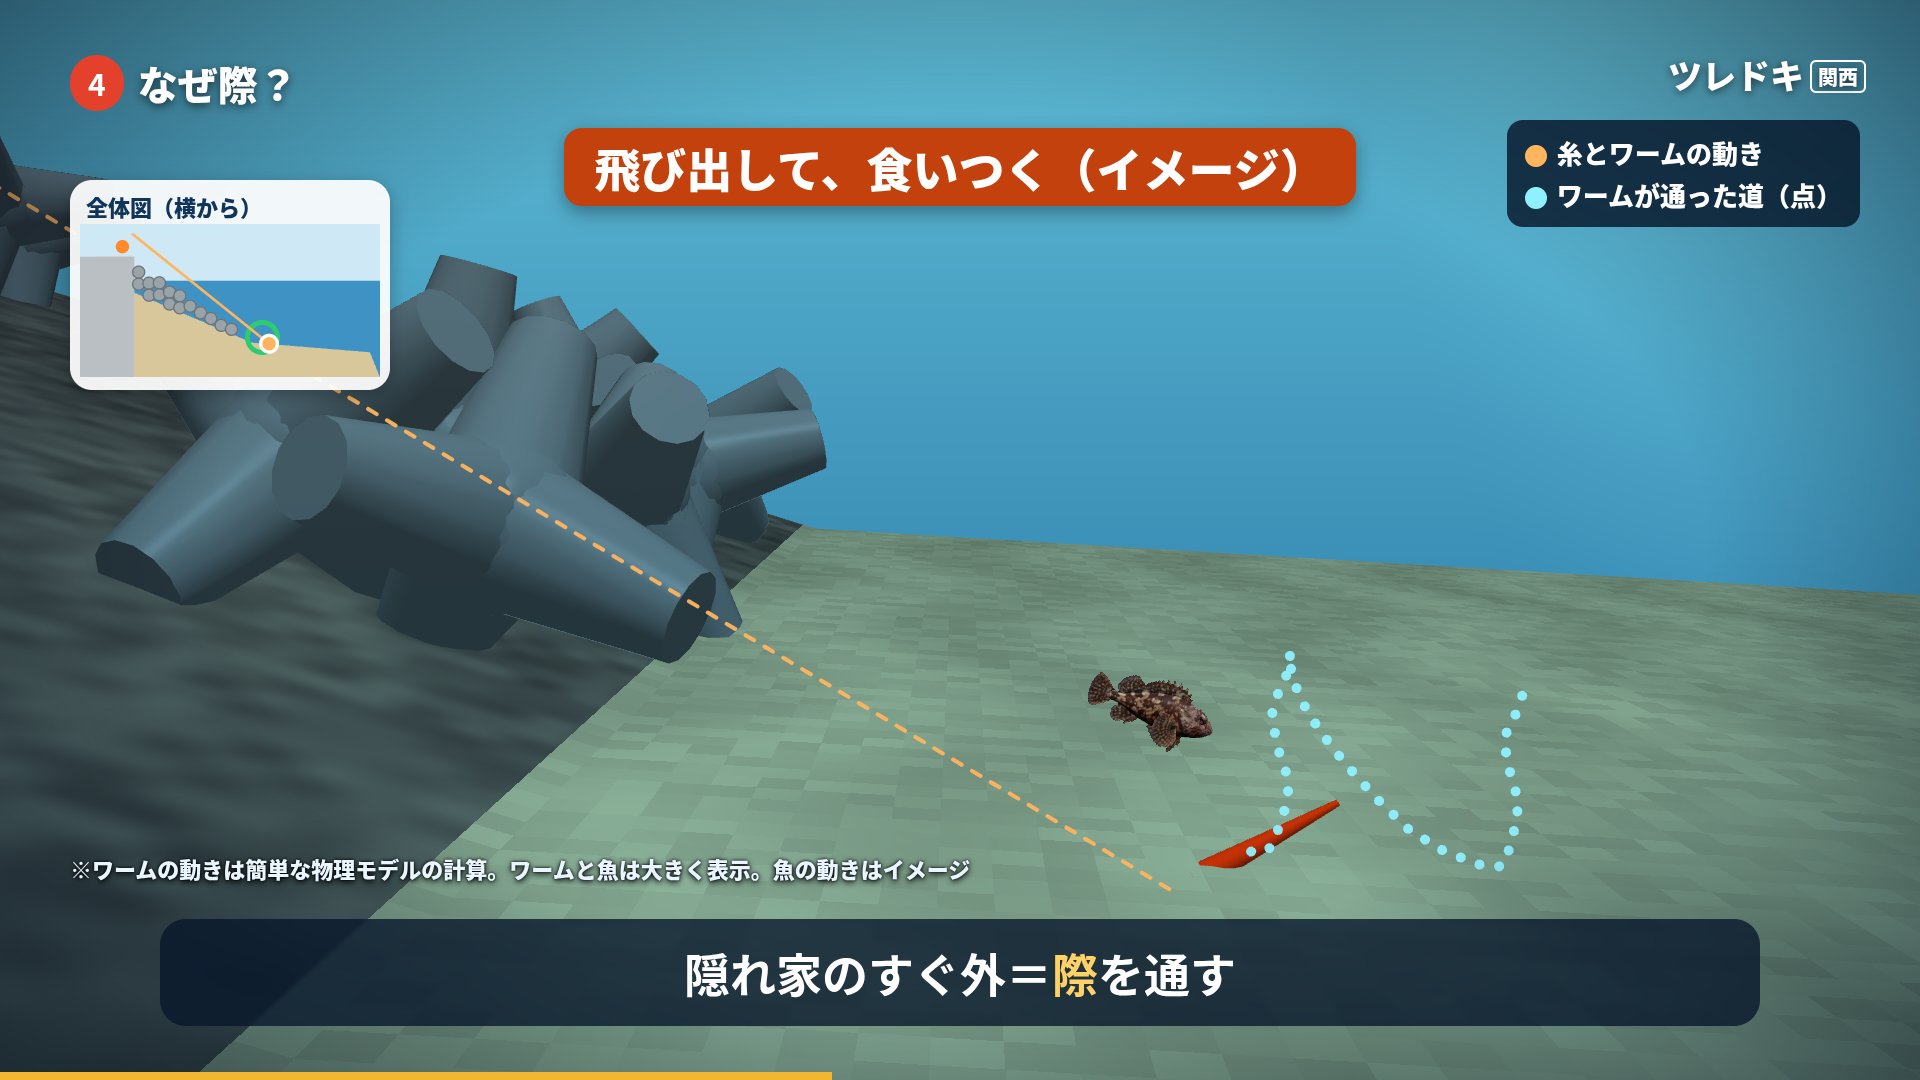 4 なぜ際？
ツレドキ 関西
飛び出して、食いつく（イメージ）
糸とワームの動き
ワームが通った道（点）
全体図（横から）
※ワームの動きは簡単な物理モデルの計算。ワームと魚は大きく表示。魚の動きはイメージ
隠れ家のすぐ外＝際を通す